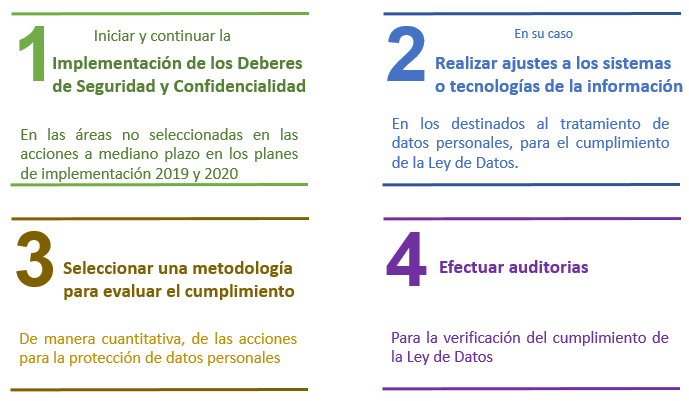 1
Iniciar y continuar la
Implementación de los Deberes
de Seguridad y Confidencialidad
En las áreas no seleccionadas en las
acciones a mediano plazo en los planes
de implementación 2019 y 2020
2
En su caso
Realizar ajustes a los sistemas
o tecnologías de la información
En los destinados al tratamiento de
datos personales, para el cumplimiento
de la Ley de Datos.
3
Seleccionar una metodología
para evaluar el cumplimiento
De manera cuantitativa, de las acciones
para la protección de datos personales
4
Efectuar auditorias
Para la verificación del cumplimiento de
la Ley de Datos